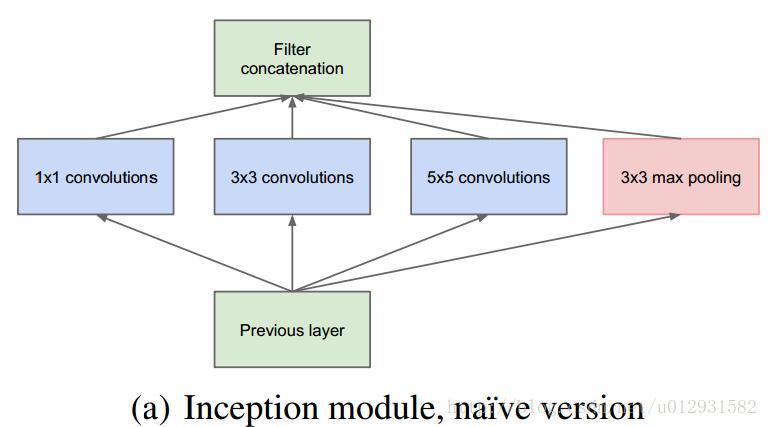 Filter
concatenation
1x1 convolutions
3x3 convolutions
5x5 convolutions
3x3 max pooling
Previous layer
(a) Inception module, naïve version
http://blog.csdn.net/u012931582